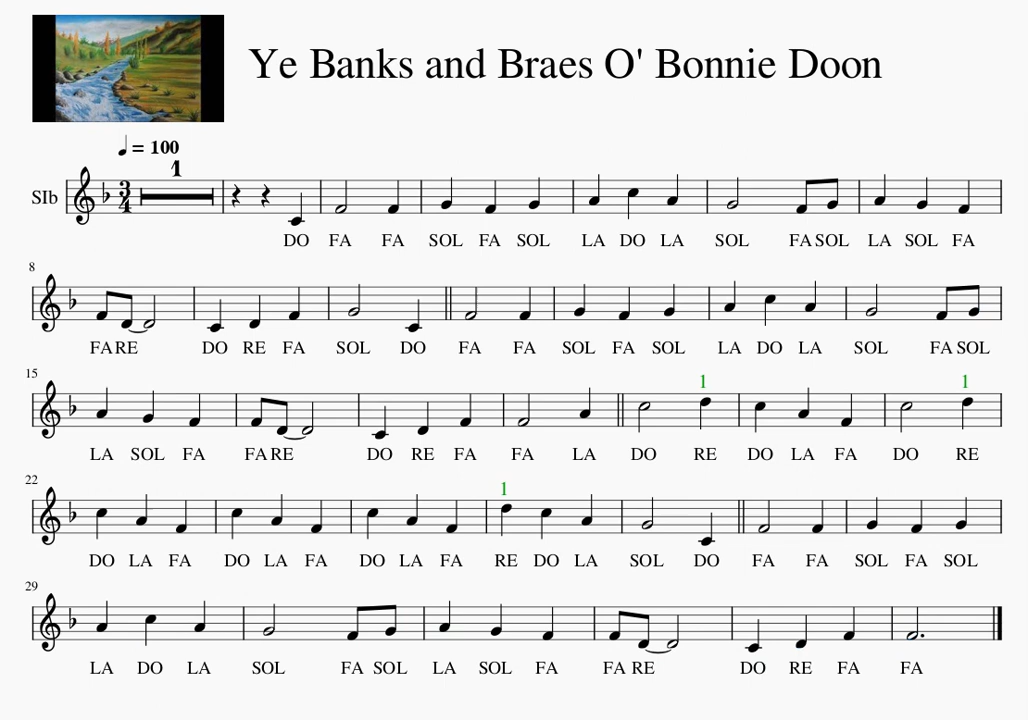 Ye Banks and Braes O' Bonnie Doon
♩ = 100
1
SIb
3
4
DO FA FA SOL FA SOL LA DO LA SOL FA SOL LA SOL FA
8
FA RE DO RE FA SOL DO FA FA SOL FA SOL LA DO LA SOL FA SOL
15
1 1
LA SOL FA FA RE DO RE FA FA LA DO RE DO LA FA DO RE
22
1
DO LA FA DO LA FA DO LA FA RE DO LA SOL DO FA FA SOL FA SOL
29
LA DO LA SOL FA SOL LA SOL FA FA RE DO RE FA FA